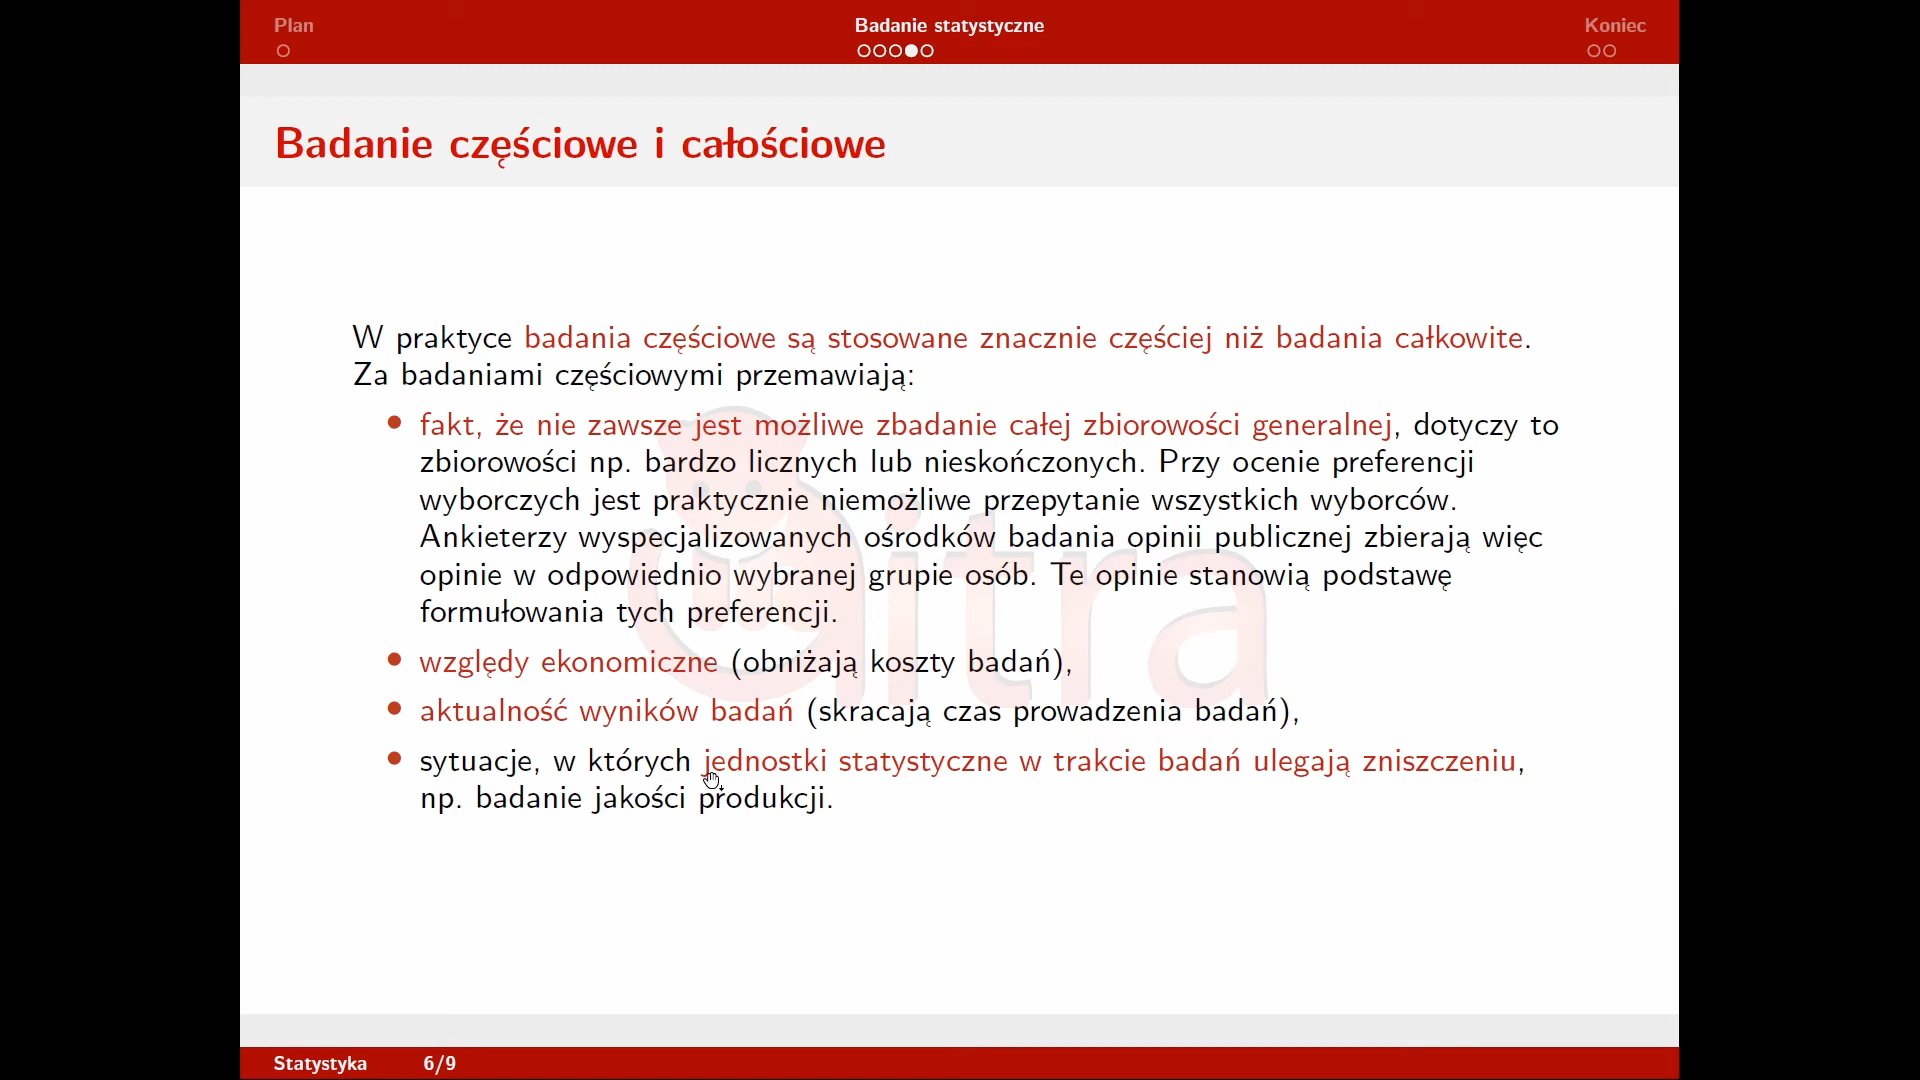 Plan
Badanie statystyczne
Koniec
Badanie częściowe i całościowe
W praktyce badania częściowe są stosowane znacznie częściej niż badania całkowite.
Za badaniami częściowymi przemawiają:
fakt, że nie zawsze jest możliwe zbadanie całej zbiorowości generalnej, dotyczy to
zbiorowości np. bardzo licznych lub nieskończonych. Przy ocenie preferencji
wyborczych jest praktycznie niemożliwe przepytanie wszystkich wyborców.
Ankieterzy wyspecjalizowanych ośrodków badania opinii publicznej zbierają więc
opinie w odpowiednio wybranej grupie osób. Te opinie stanowią podstawę
formułowania tych preferencji.
względy ekonomiczne (obniżają koszty badań),
aktualność wyników badań (skracają czas prowadzenia badań),
sytuacje, w których jednostki statystyczne w trakcie badań ulegają zniszczeniu,
np. badanie jakości produkcji.
itra
Statystyka 6/9